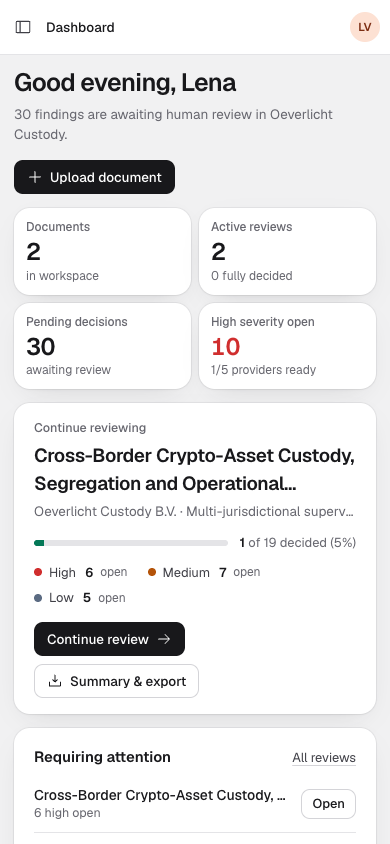 Dashboard
LV
Good evening, Lena
30 findings are awaiting human review in Oeverlicht
Custody.
Upload document
Documents
2
in workspace
Active reviews
2
0 fully decided
Pending decisions
30
awaiting review
High severity open
10
1/5 providers ready
Continue reviewing
Cross-Border Crypto-Asset Custody,
Segregation and Operational...
Oeverlicht Custody B.V. · Multi-jurisdictional superv...
1 of 19 decided (5%)
High 6 open Medium 7 open
Low 5 open
Continue review
Summary & export
Requiring attention
All reviews
Cross-Border Crypto-Asset Custody, ...
6 high open
Open